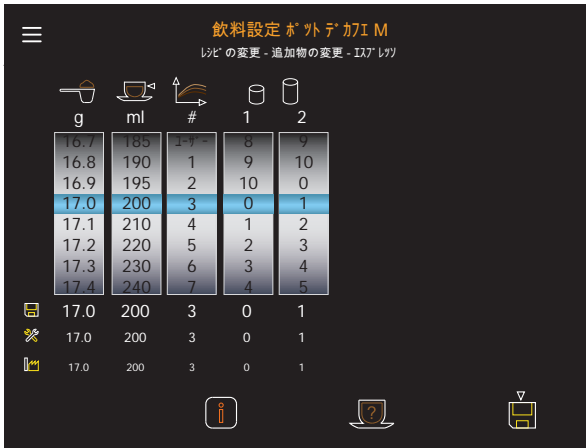 飲料設定 ﾎﾟｯﾄ ﾃﾞｶﾌｪ M
ﾚｼﾋﾟの変更 - 追加物の変更 - ｴｽﾌﾟﾚｯｿ
g ml # 1 2
16.7 185 ﾕｰｻﾞｰ 8 9
16.8 190 1 9 10
16.9 195 2 10 0
17.0 200 3 0 1
17.1 210 4 1 2
17.2 220 5 2 3
17.3 230 6 3 4
17.4 240 7 4 5
17.0 200 3 0 1
17.0 200 3 0 1
17.0 200 3 0 1
i ?